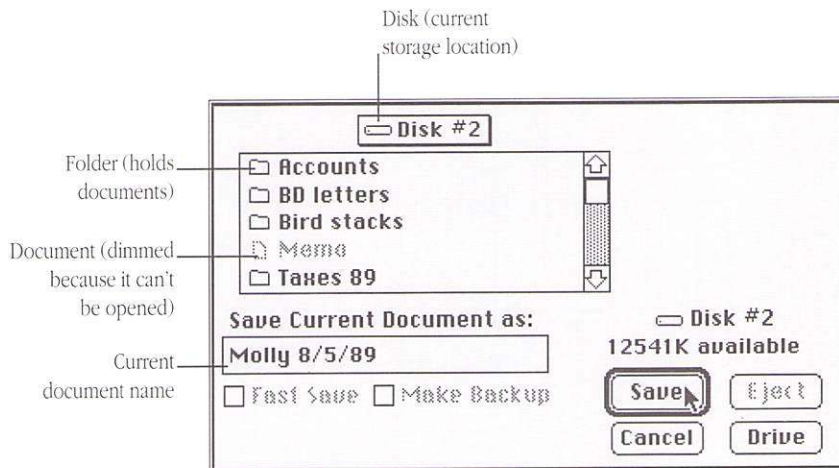 Disk (current
storage location)
Disk #2
Folder (holds
documents)
Accounts
BD letters
Bird stacks
Document (dimmed
because it can't
be opened)
Memo
Taxes 89
Save Current Document as:
Disk #2
12541K available
Current
document name
Molly 8/5/89
Fast Save
Make Backup
Save
Eject
Cancel
Drive